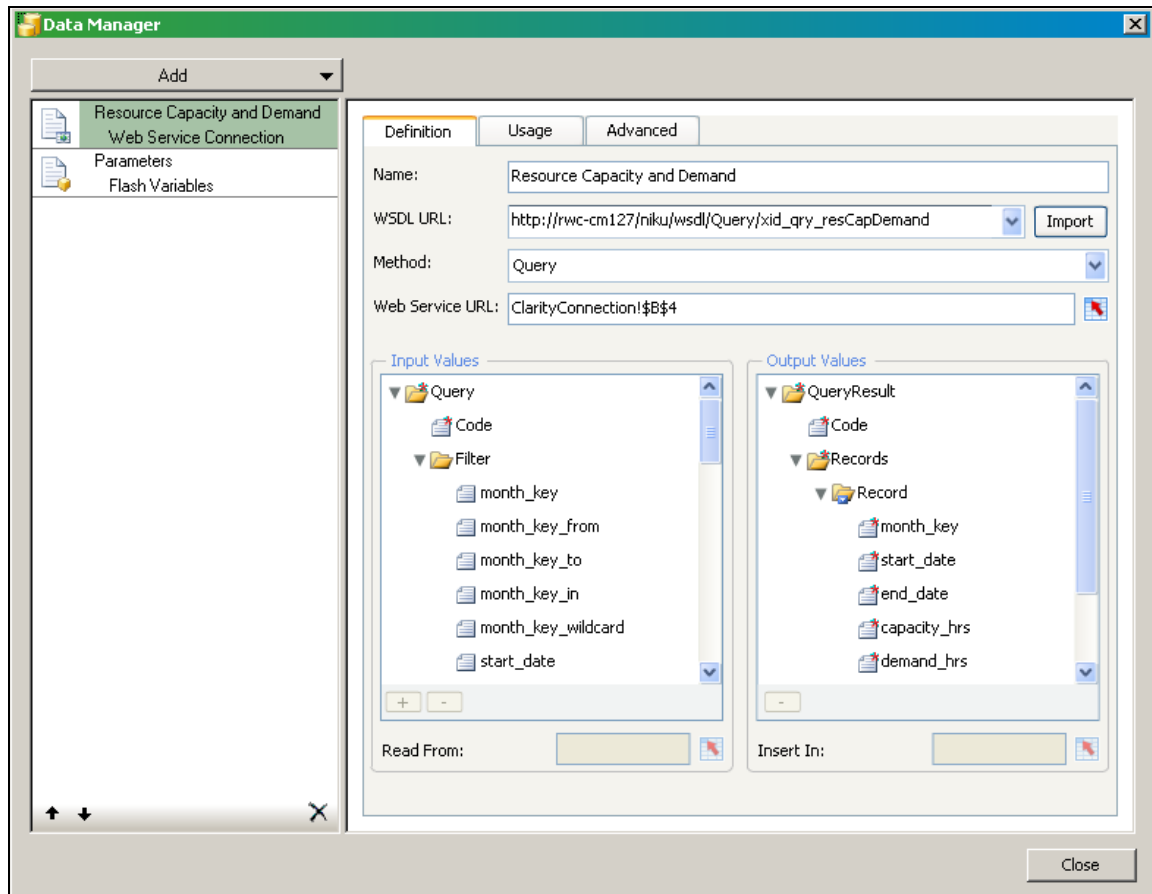 Data Manager
Add
Resource Capacity and Demand
Web Service Connection
Parameters
Flash Variables
Definition
Usage
Advanced
Name:
Resource Capacity and Demand
WSDL URL:
http://rwc-cm127/niku/wsdl/Query/xid_qry_resCapDemand
Import
Method:
Query
Web Service URL:
ClarityConnection!$B$4
Input Values
Query
Code
Filter
month_key
month_key_from
month_key_to
month_key_in
month_key_wildcard
start_date
+ -
Read From:
Output Values
QueryResult
Code
Records
Record
month_key
start_date
end_date
capacity_hrs
demand_hrs
-
Insert In:
Close